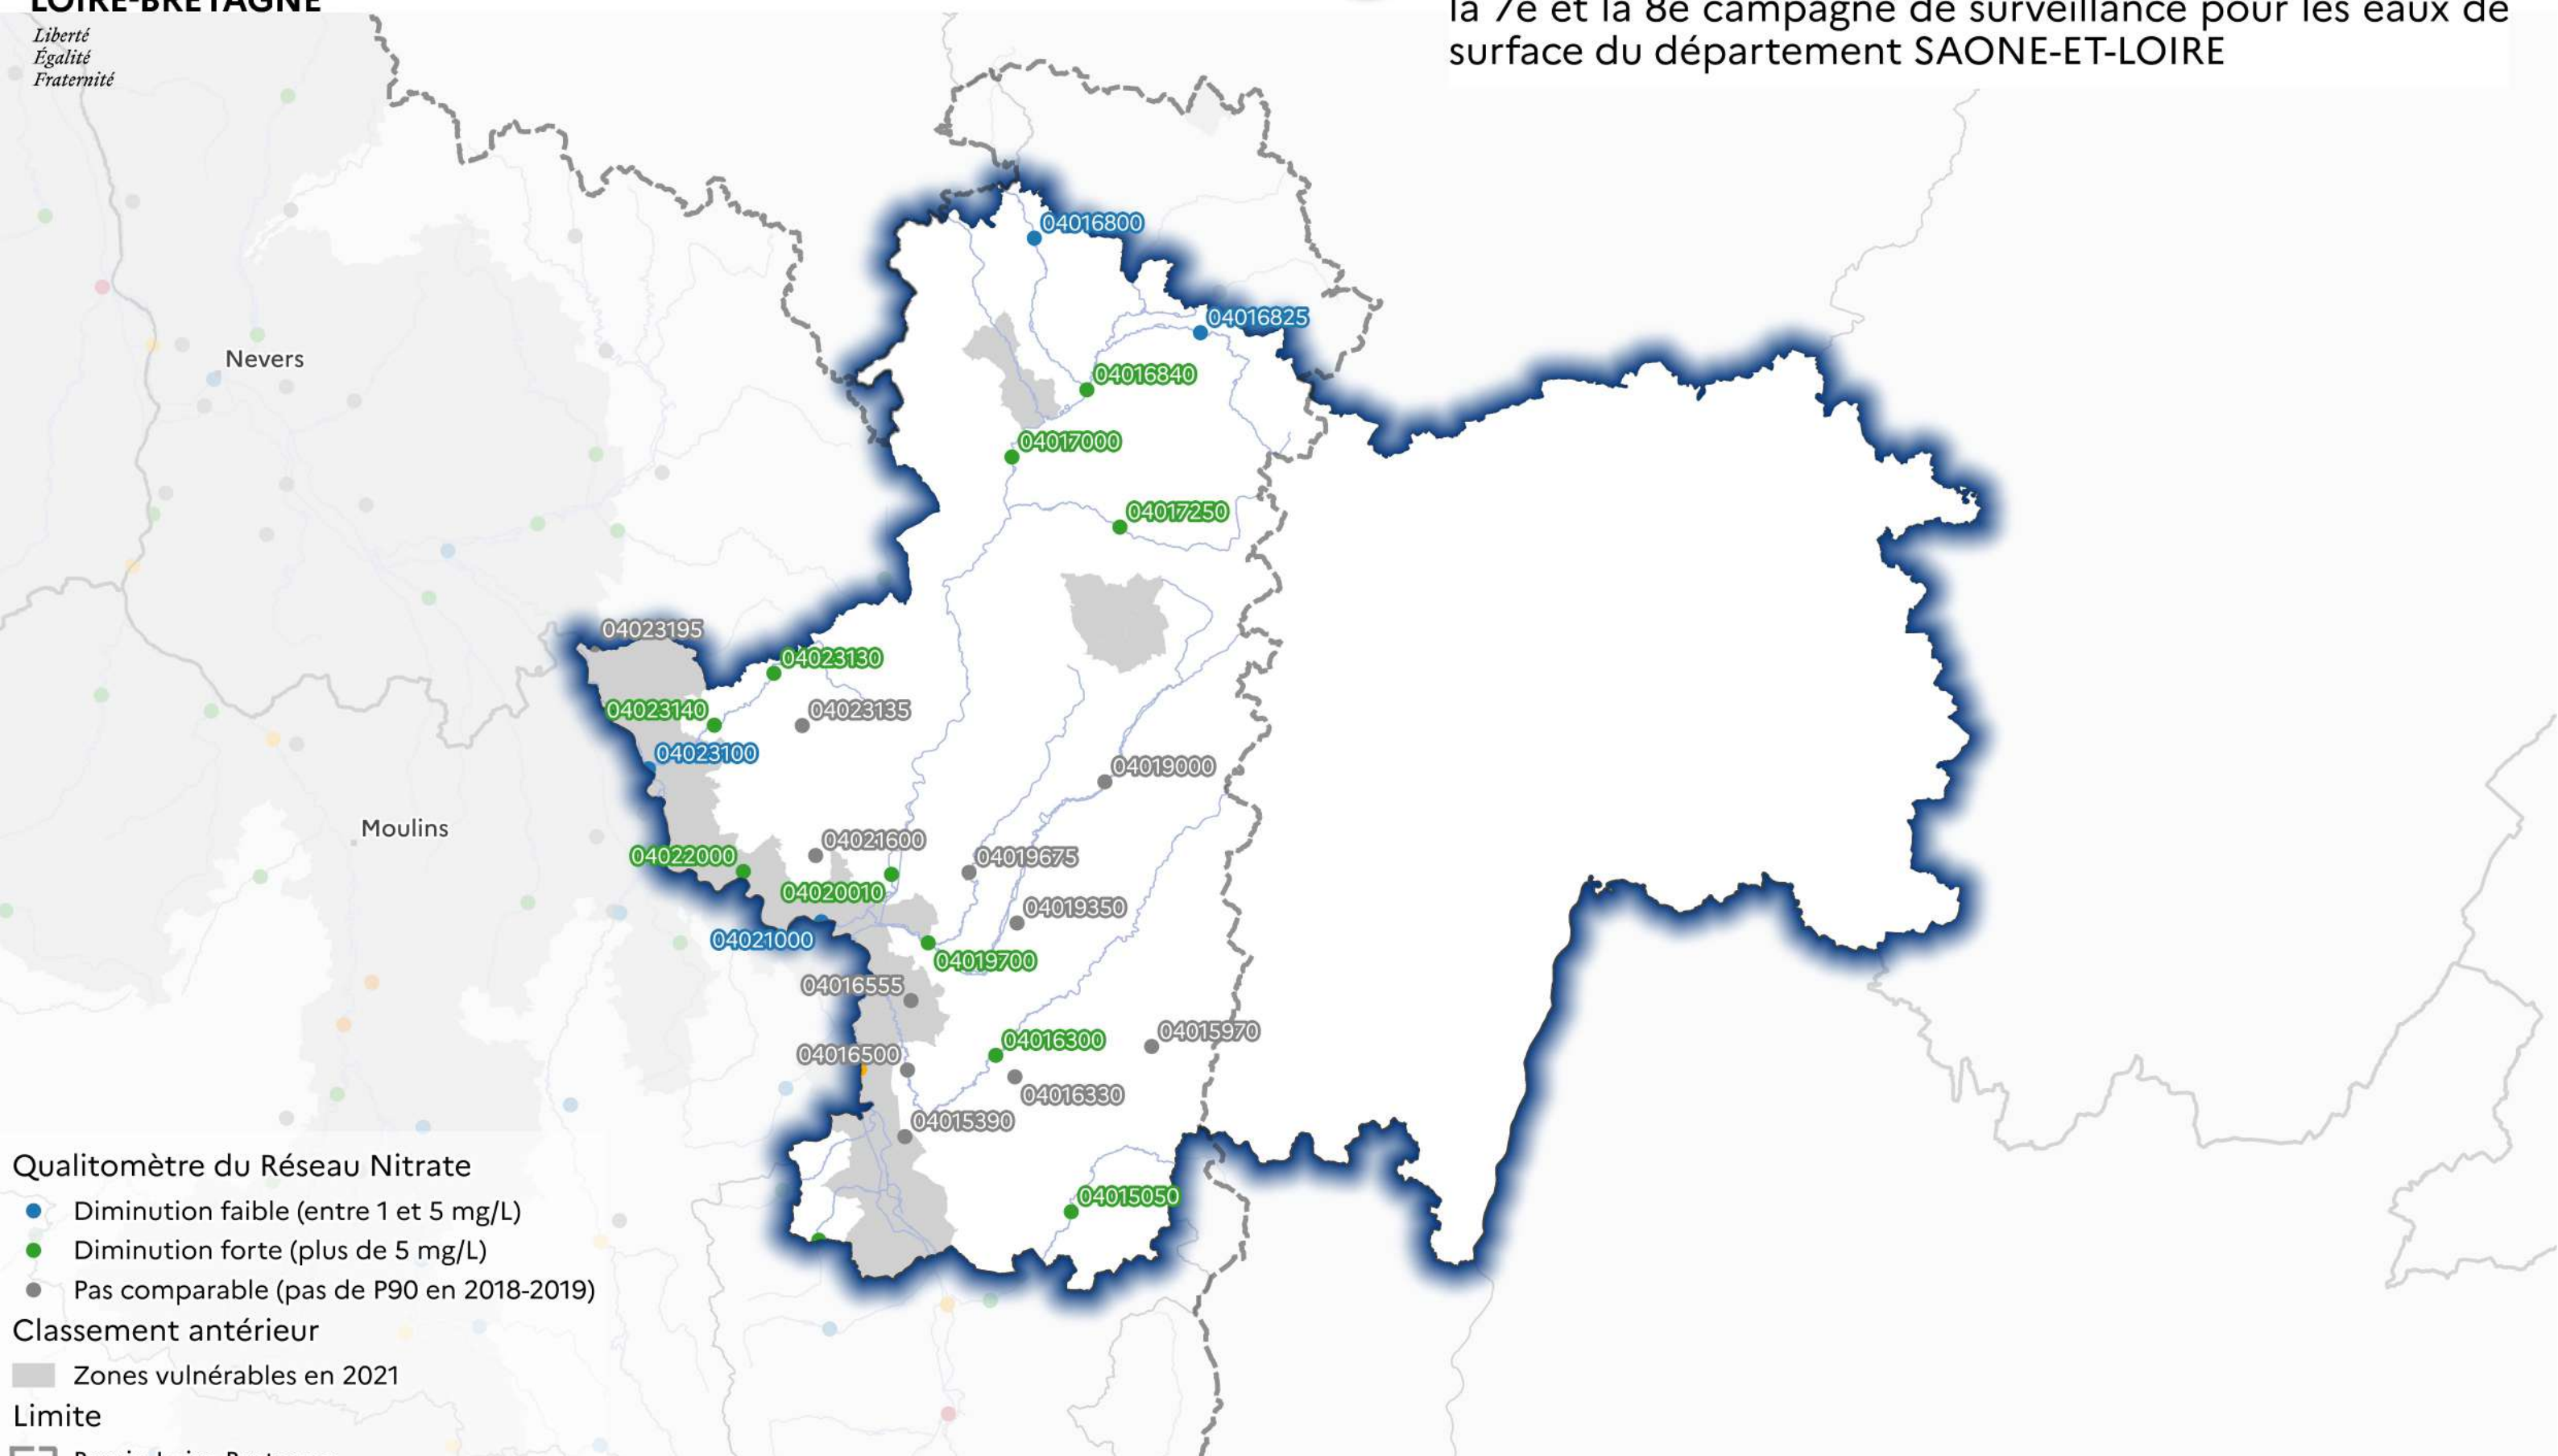 LOIRE-BRETAGNE
Liberté
Égalité
Fraternité
la 7e et la 8e campagne de surveillance pour les eaux de
surface du département SAONE-ET-LOIRE
04016800
04016825
Nevers
04016840
04017000
04017250
04023195
04023130
04023140
04023135
04023100
04019000
Moulins
04021600
04022000
04019675
04020010
04019350
04021000
04019700
04016555
04015970
04016300
04016500
04016330
04015390
04015050
Qualitomètre du Réseau Nitrate
Diminution faible (entre 1 et 5 mg/L)
Diminution forte (plus de 5 mg/L)
Pas comparable (pas de P90 en 2018-2019)
Classement antérieur
Zones vulnérables en 2021
Limite